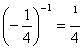 (-1/4)⁻¹ = 1/4